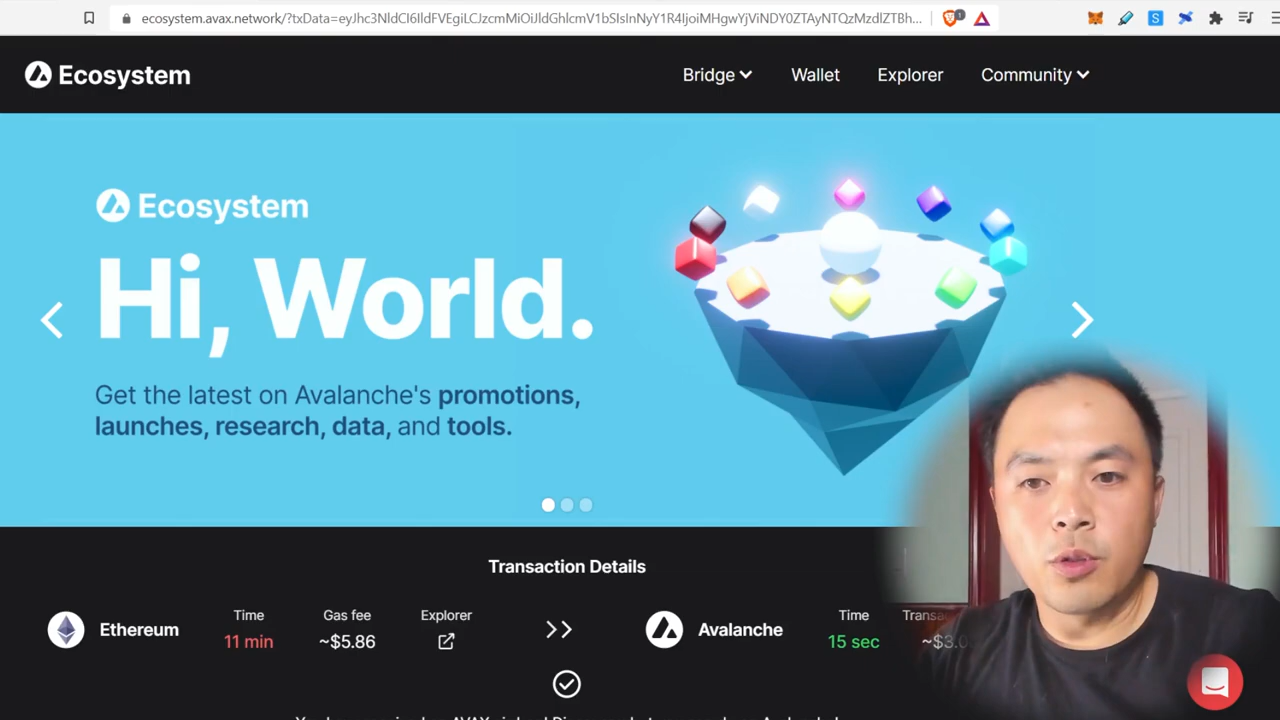 ecosystem.avax.network/?txData=
Ecosystem
Bridge Wallet Explorer Community
Ecosystem
Hi, World.
Get the latest on Avalanche's promotions,
launches, research, data, and tools.
Transaction Details
Ethereum
Time
11 min
Gas fee
~$5.86
Explorer
Avalanche
Time
15 sec